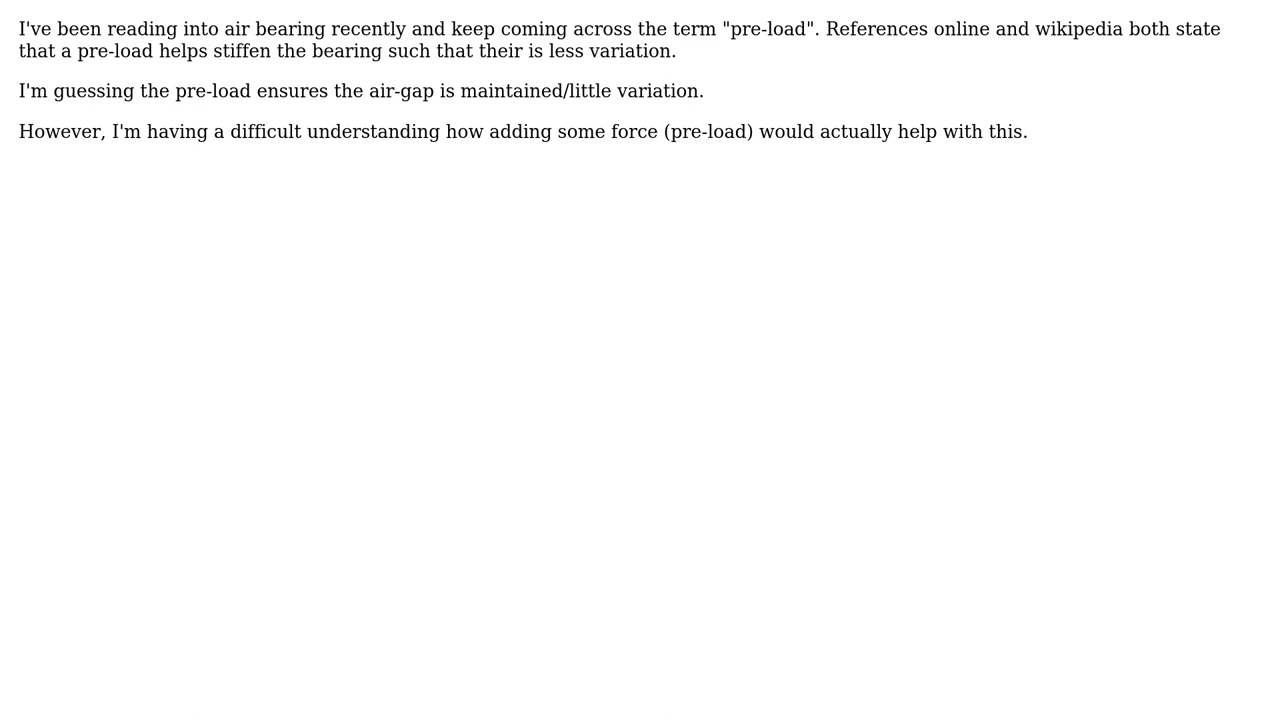 I've been reading into air bearing recently and keep coming across the term "pre-load". References online and wikipedia both state
that a pre-load helps stiffen the bearing such that their is less variation.
I'm guessing the pre-load ensures the air-gap is maintained/little variation.
However, I'm having a difficult understanding how adding some force (pre-load) would actually help with this.